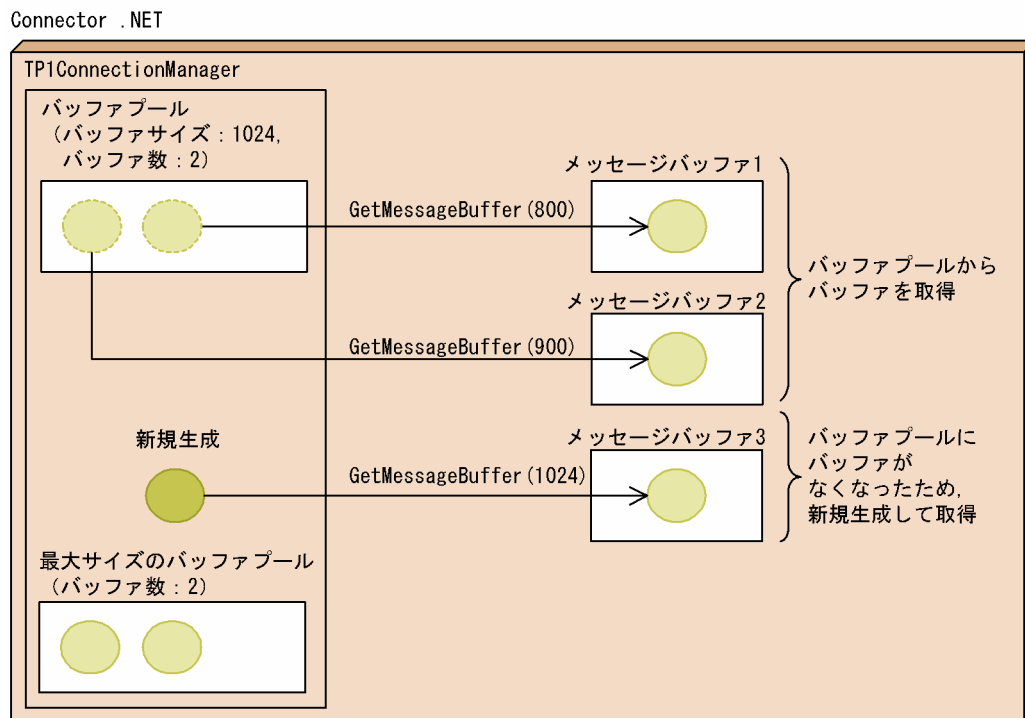 Connector .NET
TP1ConnectionManager
バッファプール
（バッファサイズ：1024,
バッファ数：2）
メッセージバッファ1
GetMessageBuffer(800)
バッファプールから
バッファを取得
メッセージバッファ2
GetMessageBuffer(900)
新規生成
メッセージバッファ3
GetMessageBuffer(1024)
バッファプールに
バッファが
なくなったため,
新規生成して取得
最大サイズのバッファプール
（バッファ数：2）